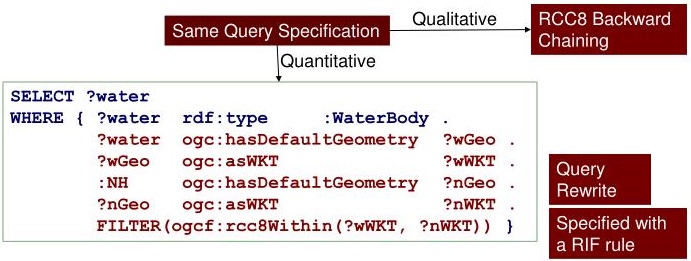 Same Query Specification
Qualitative
RCC8 Backward
Chaining
Quantitative
SELECT ?water
WHERE { ?water rdf:type :WaterBody .
?water ogc:hasDefaultGeometry ?wGeo .
?wGeo ogc:asWKT ?wWKT .
:NH ogc:hasDefaultGeometry ?nGeo .
?nGeo ogc:asWKT ?nWKT .
FILTER(ogcf:rcc8Within(?wWKT, ?nWKT)) }
Query
Rewrite
Specified with
a RIF rule